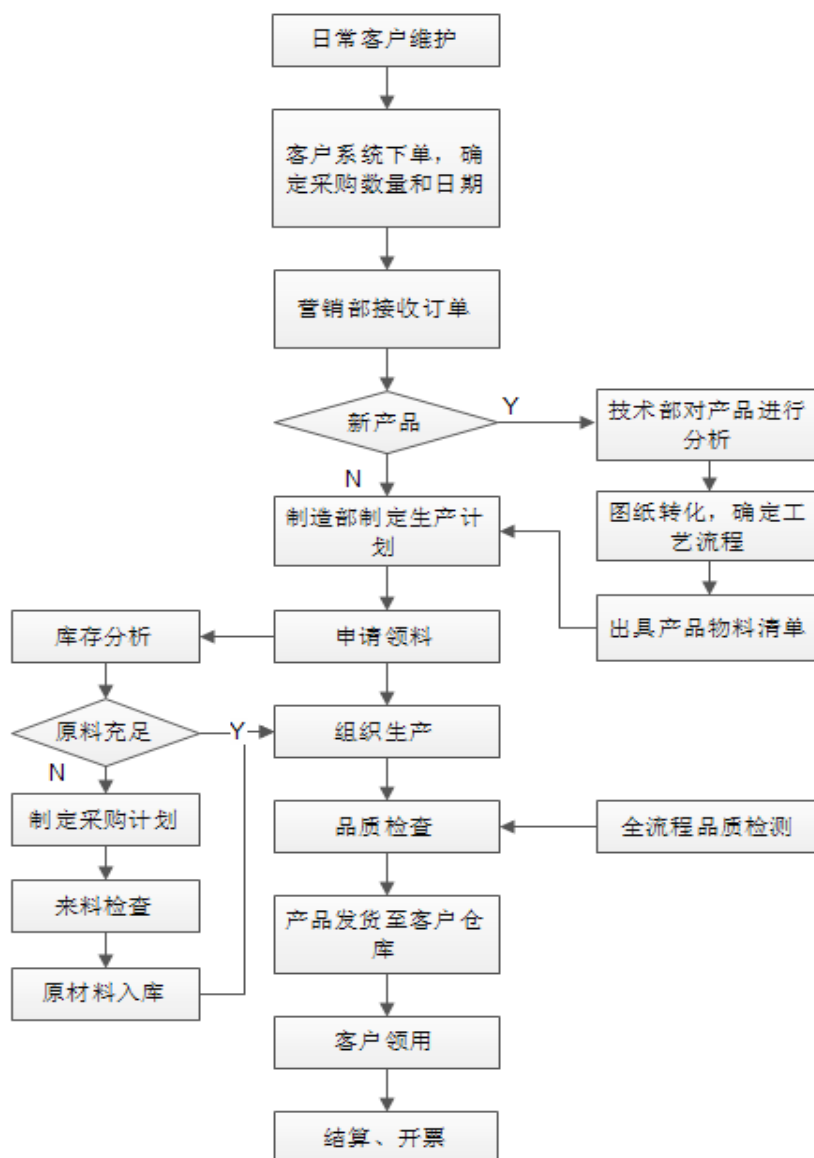 日常客户维护
客户系统下单，确
定采购数量和日期
营销部接收订单
新产品
Y
技术部对产品进行
分析
N
制造部制定生产计
划
图纸转化，确定工
艺流程
出具产品物料清单
库存分析
申请领料
原料充足
Y
组织生产
N
制定采购计划
品质检查
全流程品质检测
来料检查
产品发货至客户仓
库
原材料入库
客户领用
结算、开票